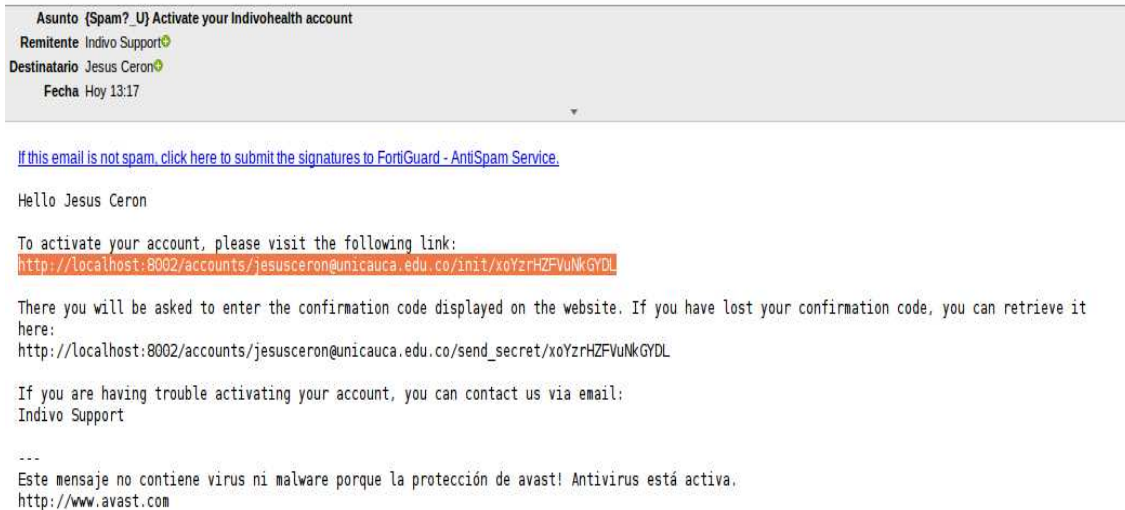 Asunto {Spam?_U} Activate your Indivohealth account
Remitente Indivo Support
Destinatario Jesus Ceron
Fecha Hoy 13:17
If this email is not spam, click here to submit the signatures to FortiGuard - AntiSpam Service.
Hello Jesus Ceron
To activate your account, please visit the following link:
http://localhost:8002/accounts/jesusceron@unicauca.edu.co/init/xoYzrHZFVuNkGYDL
There you will be asked to enter the confirmation code displayed on the website. If you have lost your confirmation code, you can retrieve it
here:
http://localhost:8002/accounts/jesusceron@unicauca.edu.co/send_secret/xoYzrHZFVuNkGYDL
If you are having trouble activating your account, you can contact us via email:
Indivo Support
---
Este mensaje no contiene virus ni malware porque la protección de avast! Antivirus está activa.
http://www.avast.com